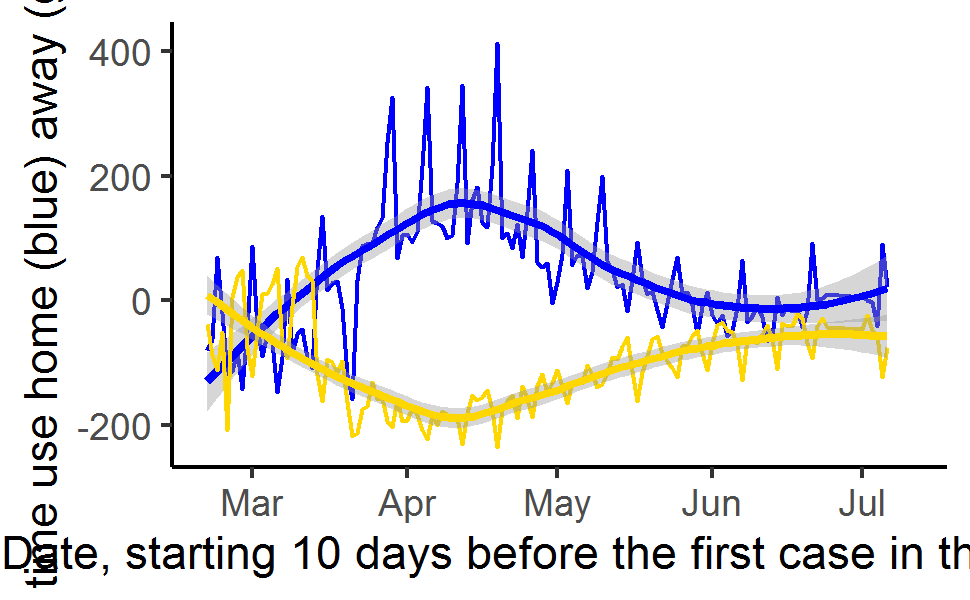 time use home (blue) away
400
200
0
-200
Mar Apr May Jun Jul
Date, starting 10 days before the first case in